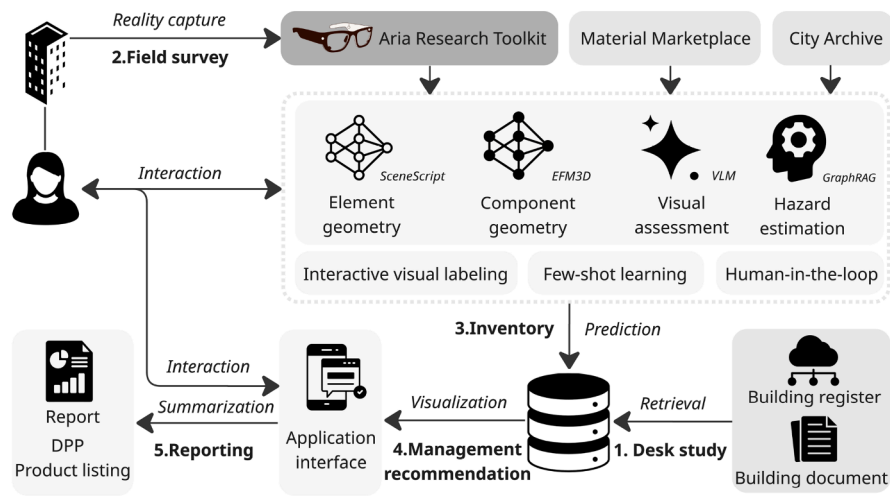 Reality capture
2.Field survey
Aria Research Toolkit
Material Marketplace
City Archive
Interaction
SceneScript
Element
geometry
EFM3D
Component
geometry
VLM
Visual
assessment
GraphRAG
Hazard
estimation
Interactive visual labeling
Few-shot learning
Human-in-the-loop
3.Inventory
Prediction
Interaction
Summarization
5.Reporting
Report
DPP
Product listing
Application
interface
Visualization
4.Management
recommendation
Retrieval
1. Desk study
Building register
Building document